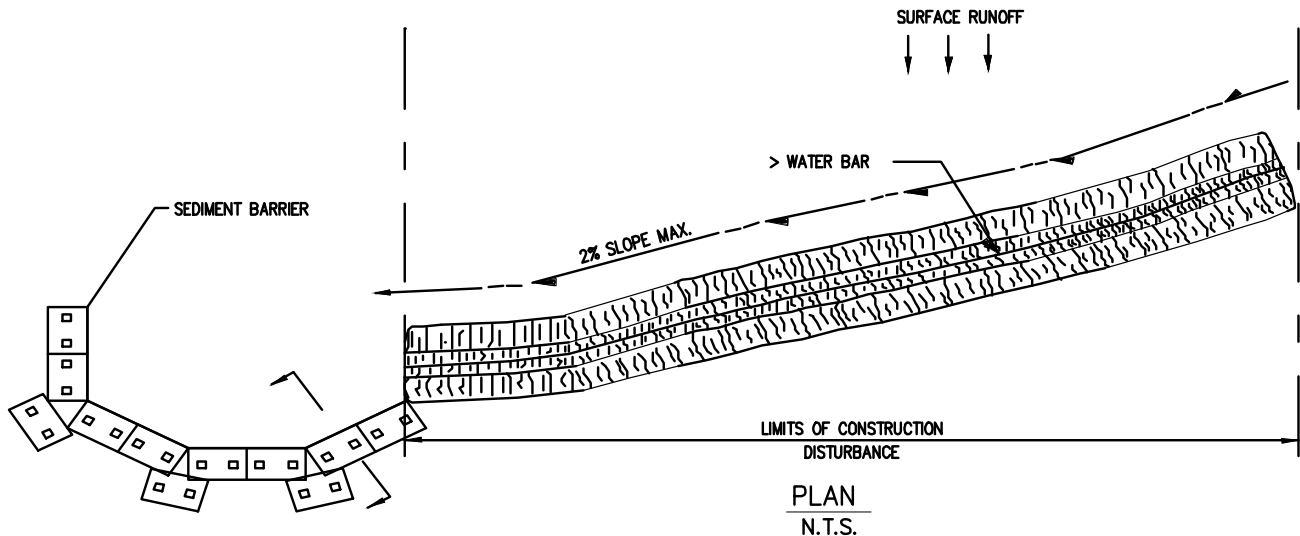 SURFACE RUNOFF
> WATER BAR
SEDIMENT BARRIER
2% SLOPE MAX.
LIMITS OF CONSTRUCTION
DISTURBANCE
PLAN
N.T.S.